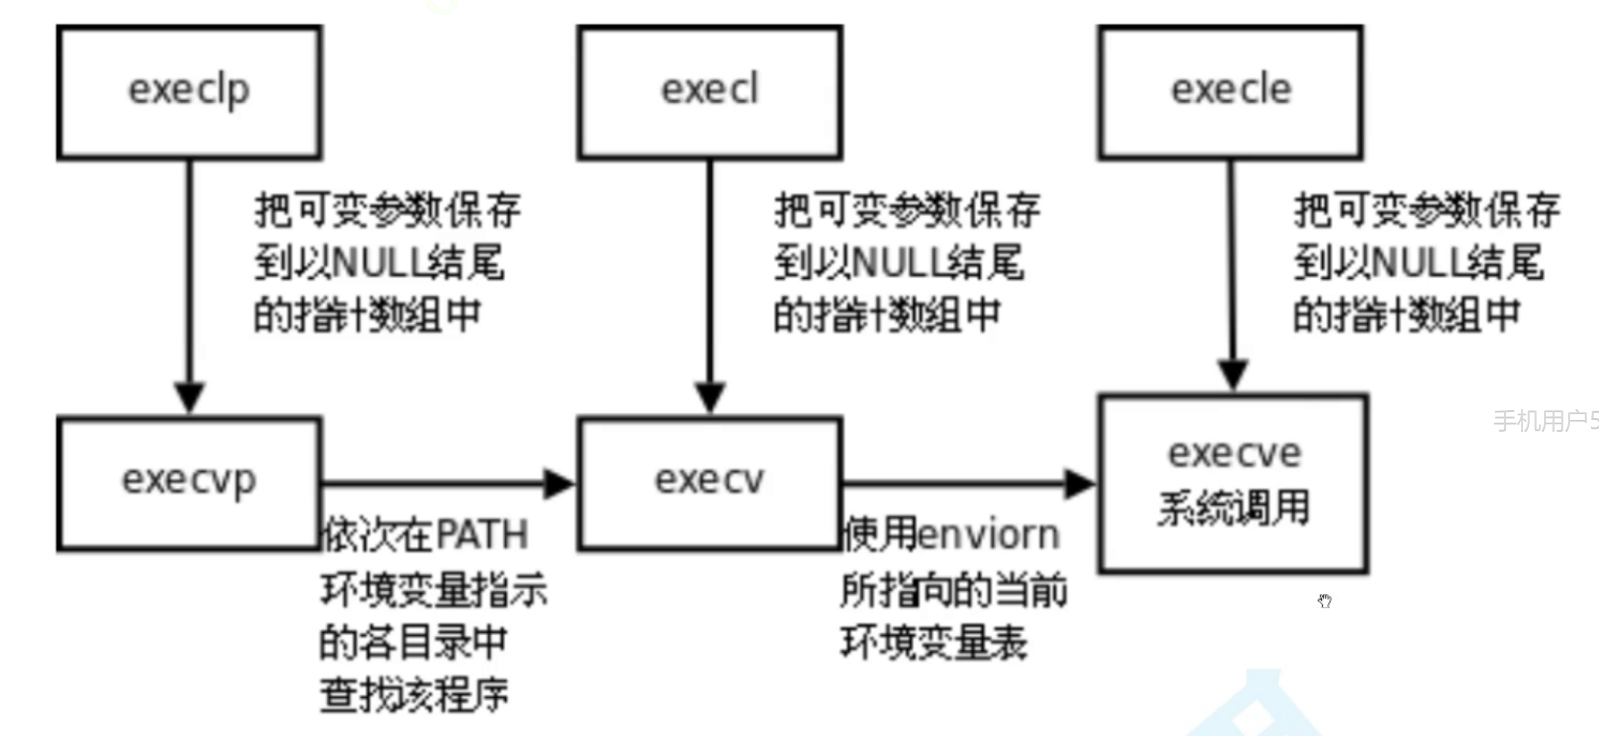 execlp
execl
execle
把可变参数保存
到以NULL结尾
的指针数组中
把可变参数保存
到以NULL结尾
的指针数组中
把可变参数保存
到以NULL结尾
的指针数组中
execvp
execv
execve
系统调用
依次在PATH
环境变量指示
的各目录中
查找该程序
使用enviorn
所指向的当前
环境变量表
手机用户5